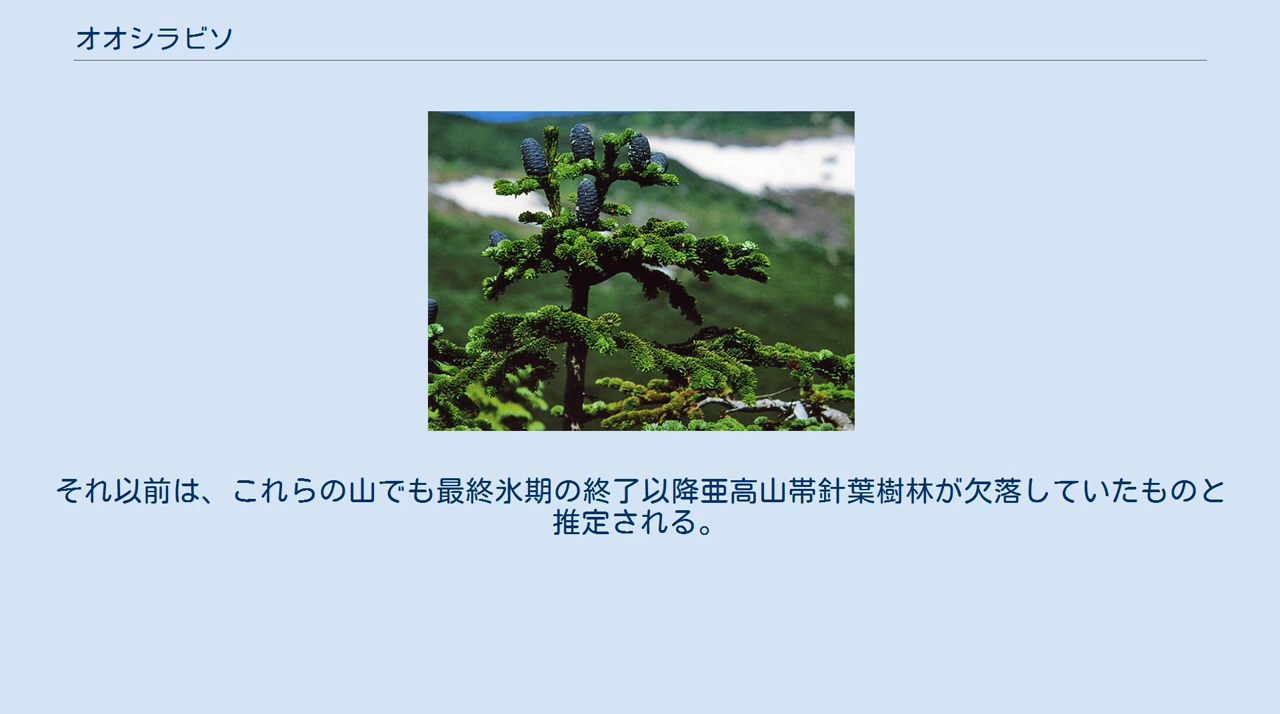 オオシラビソ
それ以前は、これらの山でも最終氷期の終了以降亜高山帯針葉樹林が欠落していたものと
推定される。